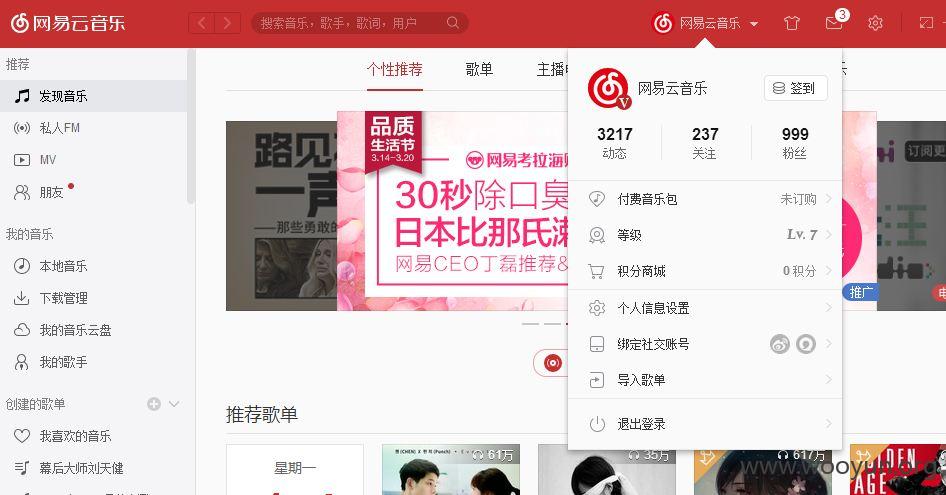 网易云音乐
搜索音乐，歌手，歌词，用户
网易云音乐
3
推荐
发现音乐
私人FM
MV
朋友
我的音乐
本地音乐
下载管理
我的音乐云盘
我的歌手
创建的歌单
我喜欢的音乐
幕后大师刘天健
个性推荐
歌单
主播
路见
一声
那些勇敢的
品质
生活节
3.14-3.20
网易考拉海购
30秒除口臭
日本比那氏
网易CEO丁磊推荐&
订阅更
推广
网易云音乐
签到
3217
237
999
动态
关注
粉丝
付费音乐包
未订购
等级
Lv. 7
积分商城
0 积分
个人信息设置
绑定社交账号
导入歌单
退出登录
推荐歌单
星期一
61万
35万
617万
GOLDEN
AGE